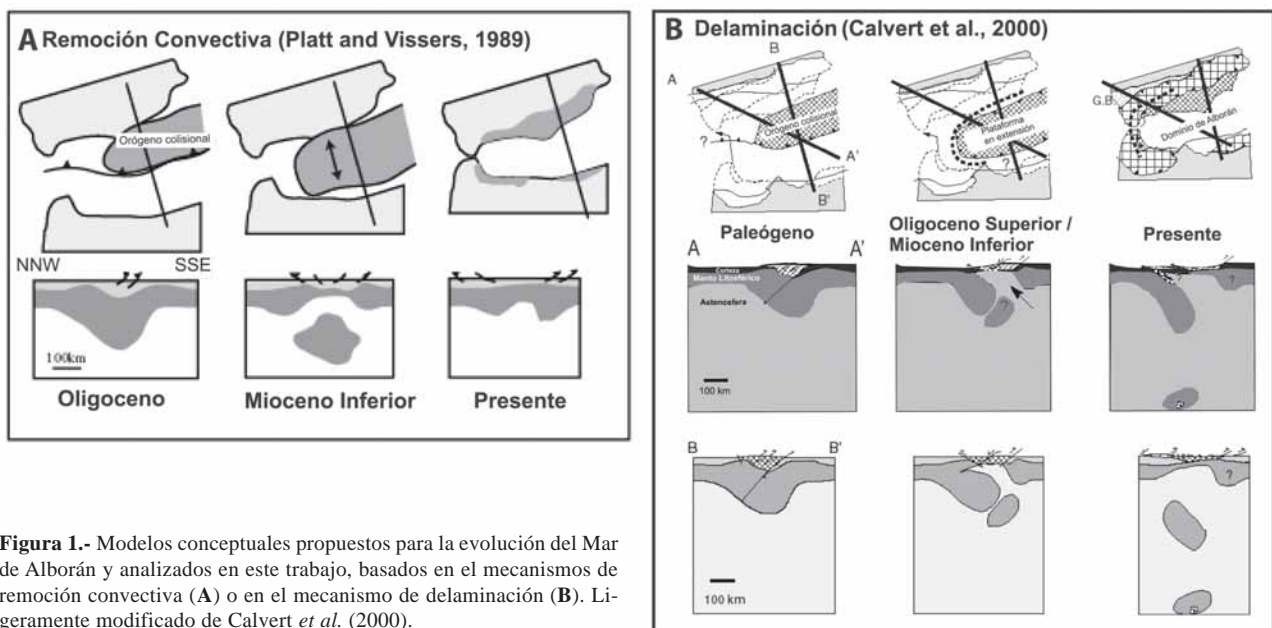 A Remoción Convectiva (Platt and Vissers, 1989)
Orógeno colisional
NNW SSE
100km
Oligoceno Mioceno Inferior Presente
B Delaminación (Calvert et al., 2000)
B
A
Orógeno colisional
?
A'
B'
Plataforma
en extensión
?
G.B.
Dominio de Alborán
Paleógeno
Oligoceno Superior /
Mioceno Inferior
Presente
A A'
Corteza
Manto Litosférico
Astenosfera
100 km
?
?
?
B B'
100 km
?
?
Figura 1.- Modelos conceptuales propuestos para la evolución del Mar
de Alborán y analizados en este trabajo, basados en el mecanismos de
remoción convectiva (A) o en el mecanismo de delaminación (B). Li-
geramente modificado de Calvert et al. (2000).